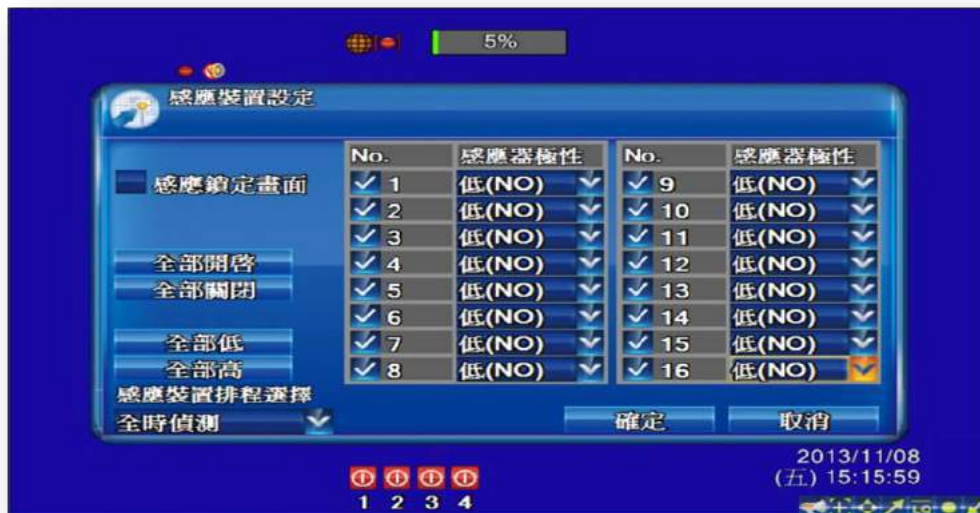 5%
感應裝置設定
感應鎖定畫面
全部開啓
全部關閉
全部低
全部高
感應裝置排程選擇
全時偵測
No. 感應器極性 No. 感應器極性
1 低(NO) 9 低(NO)
2 低(NO) 10 低(NO)
3 低(NO) 11 低(NO)
4 低(NO) 12 低(NO)
5 低(NO) 13 低(NO)
6 低(NO) 14 低(NO)
7 低(NO) 15 低(NO)
8 低(NO) 16 低(NO)
確定 取消
2013/11/08
(五) 15:15:59
1 2 3 4